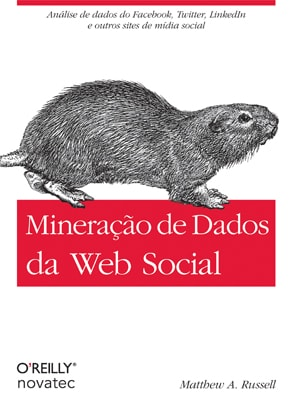 Análise de dados do Facebook, Twitter, LinkedIn
e outros sites de mídia social
Mineração de Dados
da Web Social
O'REILLY®
novatec
Matthew A. Russell